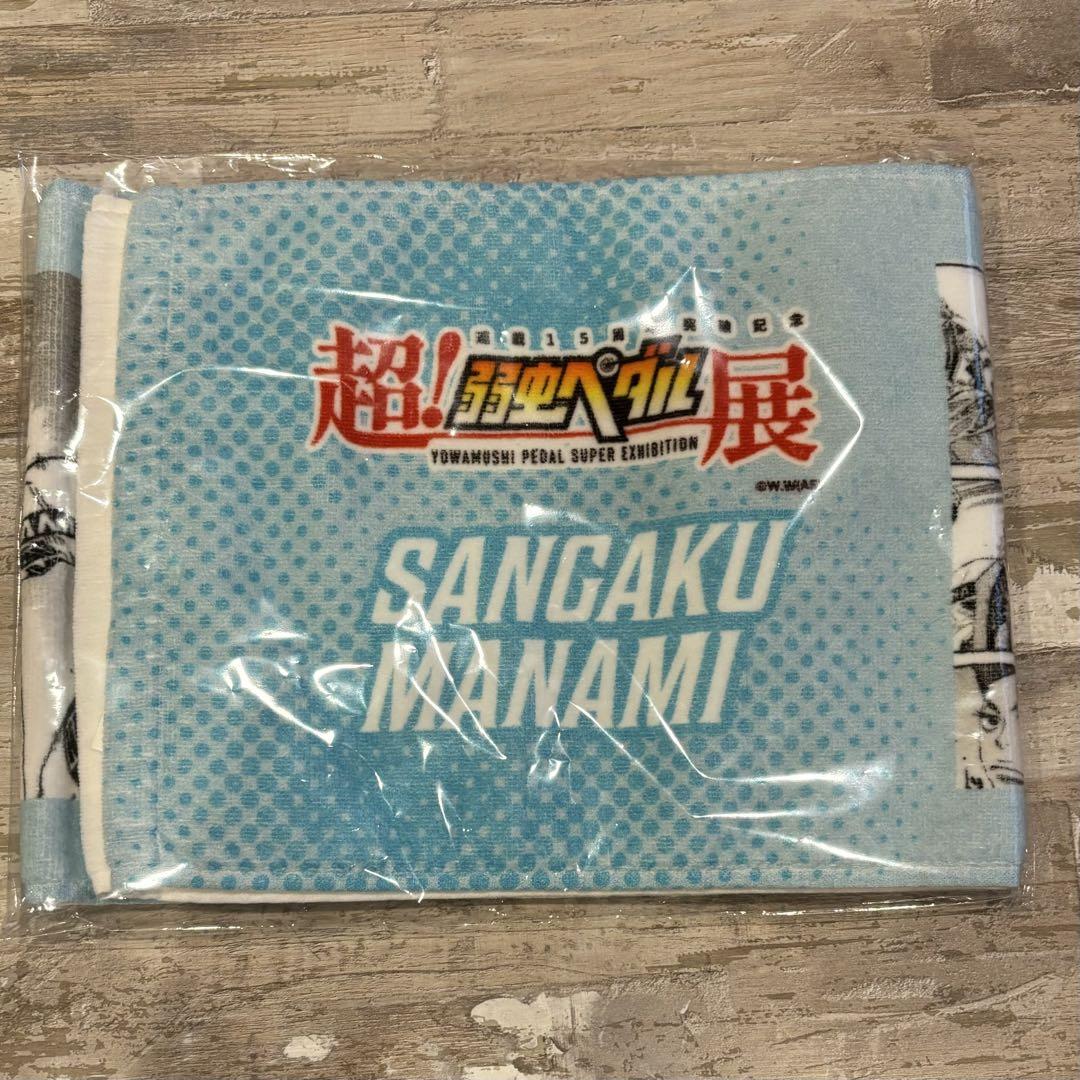 連載15周年突破記念
超!弱虫ペダル展
YOWAMUSHI PEDAL SUPER EXHIBITION
©W.W(AF
SANGAKU
MANAMI